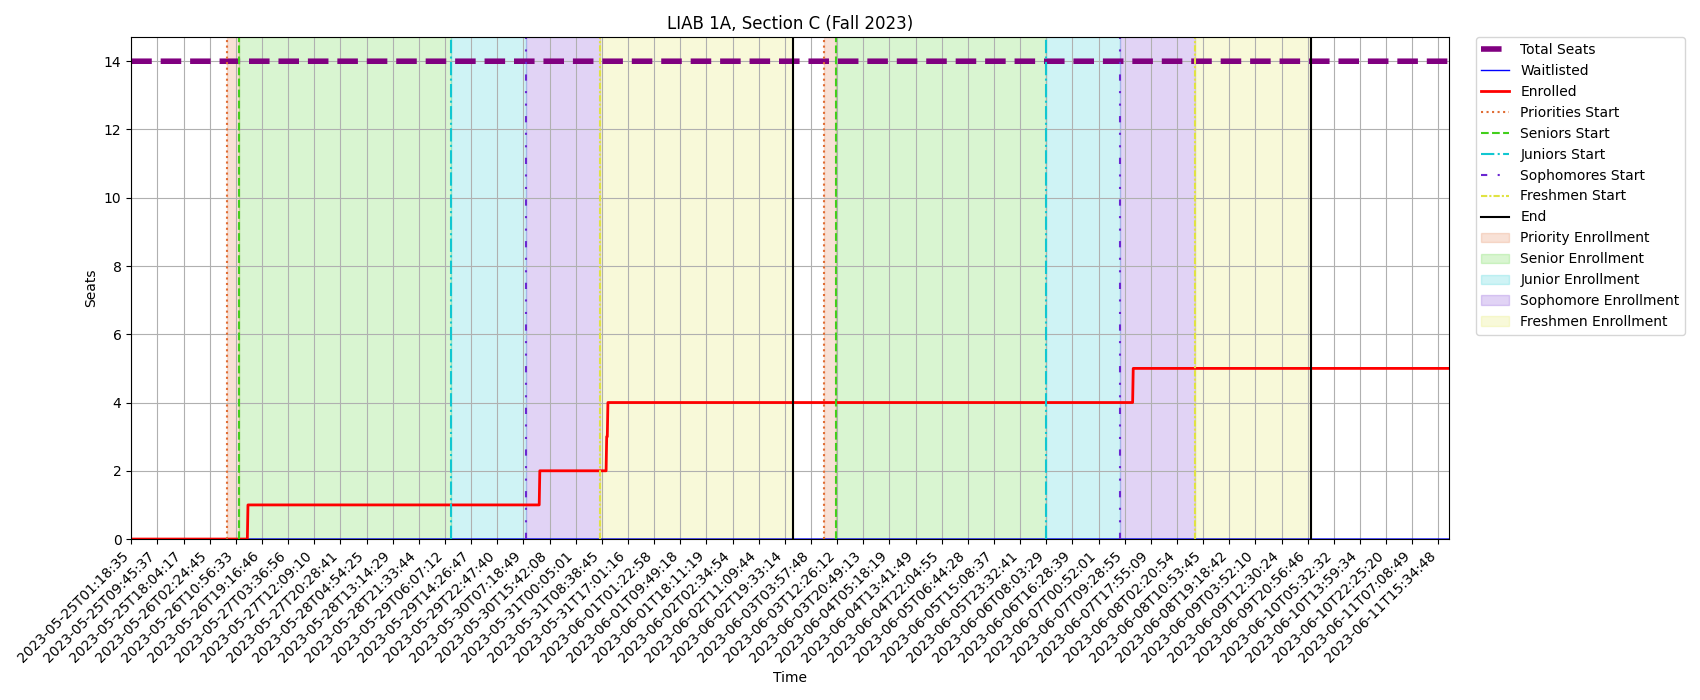 LIAB 1A, Section C (Fall 2023)
Seats
14
12
10
8
6
4
2
0
2023-05-25T01:18:35
2023-05-25T09:45:37
2023-05-25T18:04:17
2023-05-26T02:24:45
2023-05-26T10:56:33
2023-05-26T19:16:46
2023-05-27T03:36:56
2023-05-27T12:09:10
2023-05-27T20:28:41
2023-05-28T04:54:25
2023-05-28T13:14:29
2023-05-28T21:33:44
2023-05-29T06:07:12
2023-05-29T14:26:47
2023-05-29T22:47:40
2023-05-30T07:18:49
2023-05-30T15:42:08
2023-05-31T00:05:01
2023-05-31T08:38:45
2023-05-31T17:01:16
2023-06-01T01:22:58
2023-06-01T09:49:18
2023-06-01T18:11:19
2023-06-02T02:34:54
2023-06-02T11:09:44
2023-06-02T19:33:14
2023-06-03T03:57:48
2023-06-03T12:26:12
2023-06-03T20:49:13
2023-06-04T05:18:19
2023-06-04T13:41:49
2023-06-04T22:04:55
2023-06-05T06:44:28
2023-06-05T15:08:37
2023-06-05T23:32:41
2023-06-06T08:03:29
2023-06-06T16:28:39
2023-06-07T00:52:01
2023-06-07T09:28:55
2023-06-07T17:55:09
2023-06-08T02:20:54
2023-06-08T10:53:45
2023-06-08T19:18:42
2023-06-09T03:52:10
2023-06-09T12:30:24
2023-06-09T20:56:46
2023-06-10T05:32:32
2023-06-10T13:59:34
2023-06-10T22:25:20
2023-06-11T07:08:49
2023-06-11T15:34:48
Time
Total Seats
Waitlisted
Enrolled
Priorities Start
Seniors Start
Juniors Start
Sophomores Start
Freshmen Start
End
Priority Enrollment
Senior Enrollment
Junior Enrollment
Sophomore Enrollment
Freshmen Enrollment